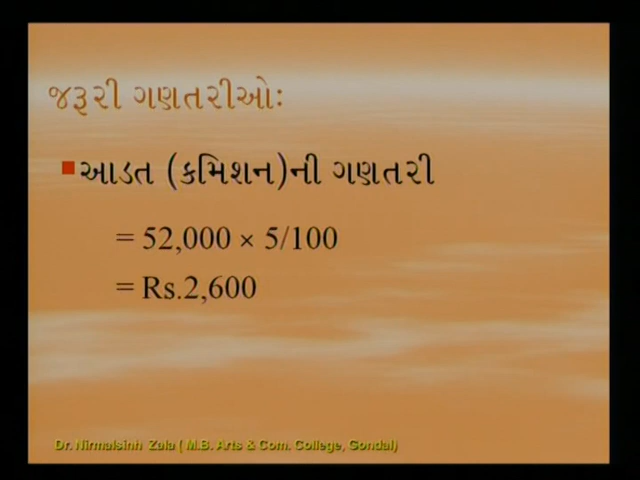 જરૂરી ગણતરીઓઃ
આડત (કમિશન)ની ગણતરી
= 52,000 × 5/100
= Rs.2,600
Dr. Nirmalsinh Zala ( M.B. Arts & Com. College, Gondal)